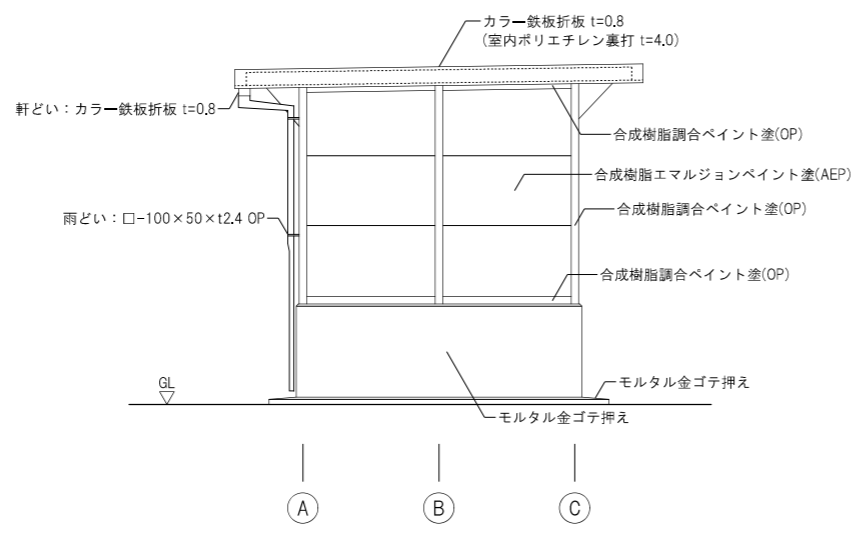 カラー鉄板折板 t=0.8
(室内ポリエチレン裏打 t=4.0)
軒どい：カラー鉄板折板 t=0.8
合成樹脂調合ペイント塗(OP)
合成樹脂エマルジョンペイント塗(AEP)
合成樹脂調合ペイント塗(OP)
雨どい：□-100×50×t2.4 OP
合成樹脂調合ペイント塗(OP)
GL
モルタル金ゴテ押え
モルタル金ゴテ押え
A
B
C